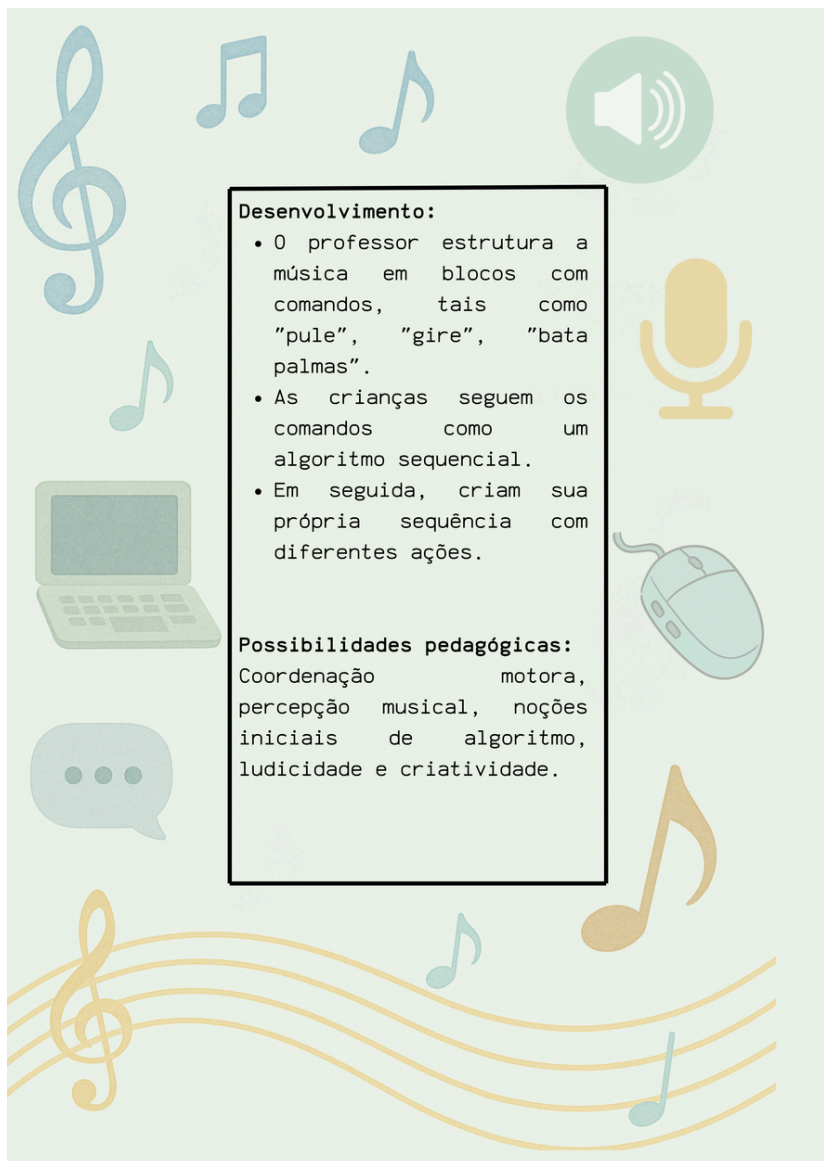 Desenvolvimento:
• O professor estrutura a
música em blocos com
comandos, tais como
"pule", "gire", "bata
palmas".
• As crianças seguem os
comandos como um
algoritmo sequencial.
• Em seguida, criam sua
própria sequência com
diferentes ações.
Possibilidades pedagógicas:
Coordenação motora,
percepção musical, noções
iniciais de algoritmo,
ludicidade e criatividade.